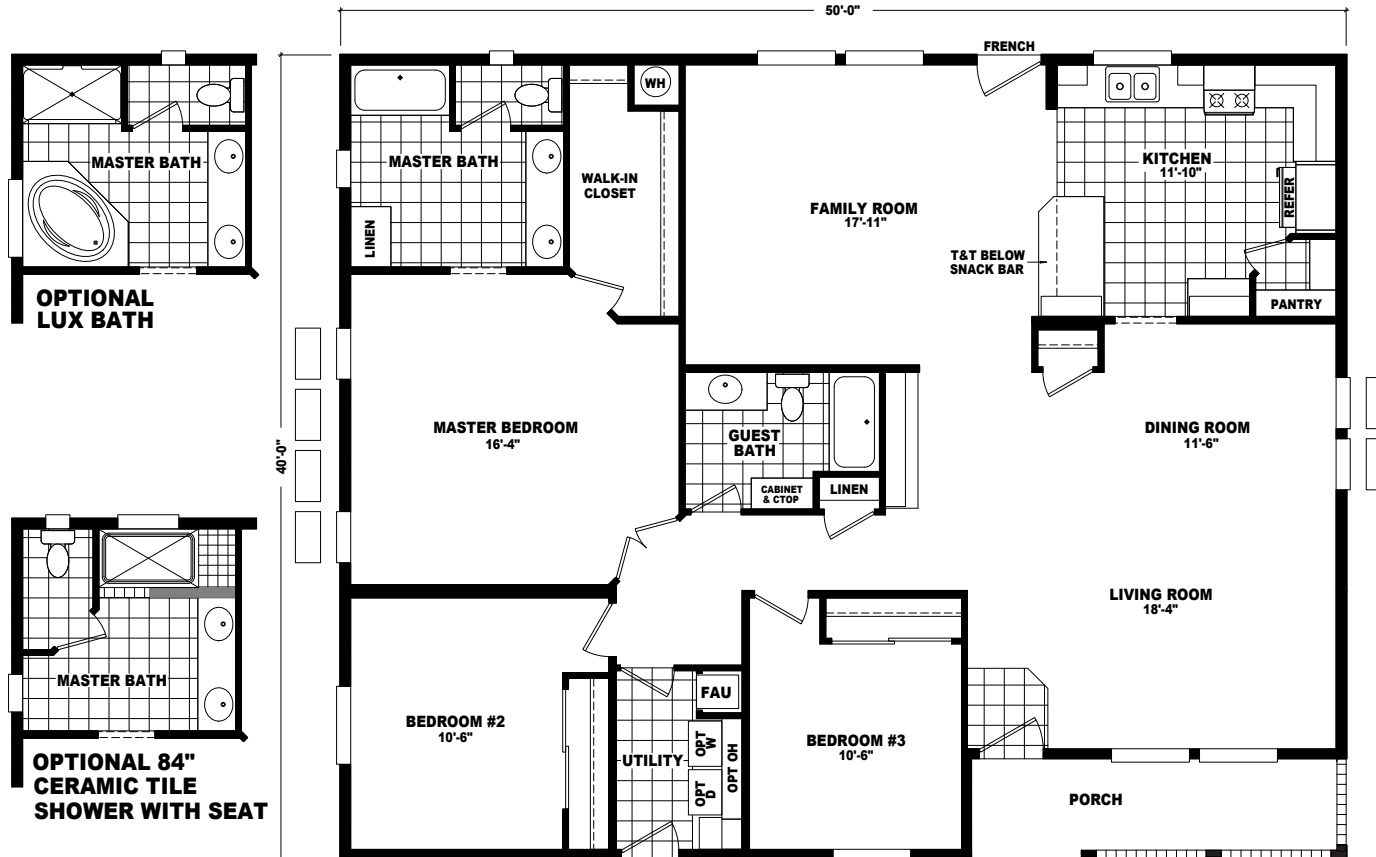 50'-0"
FRENCH
WH
MASTER BATH
MASTER BATH
LINEN
WALK-IN
CLOSET
FAMILY ROOM
17'-11"
KITCHEN
11'-10"
REFER
T&T BELOW
SNACK BAR
PANTRY
OPTIONAL
LUX BATH
40'-0"
MASTER BEDROOM
16'-4"
GUEST
BATH
CABINET
& CTOP
LINEN
DINING ROOM
11'-6"
LIVING ROOM
18'-4"
MASTER BATH
OPTIONAL 84"
CERAMIC TILE
SHOWER WITH SEAT
BEDROOM #2
10'-6"
UTILITY
FAU
OPT
W
OPT
D
OPT OH
BEDROOM #3
10'-6"
PORCH